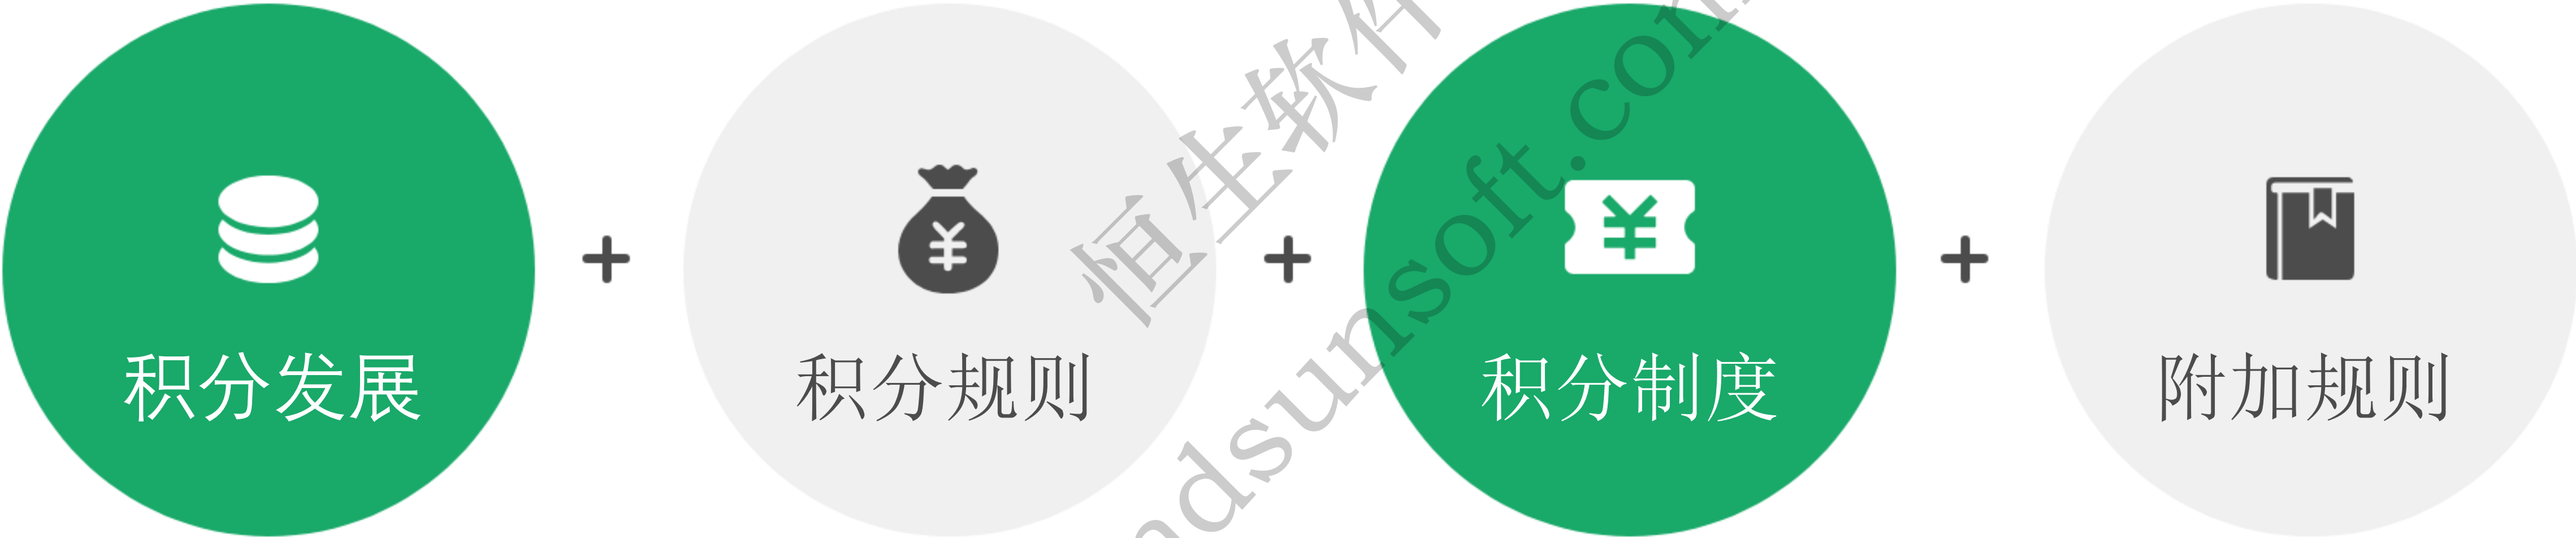 积分发展
+
积分规则
+
积分制度
+
附加规则
恒生软件
ndsunsoft.com